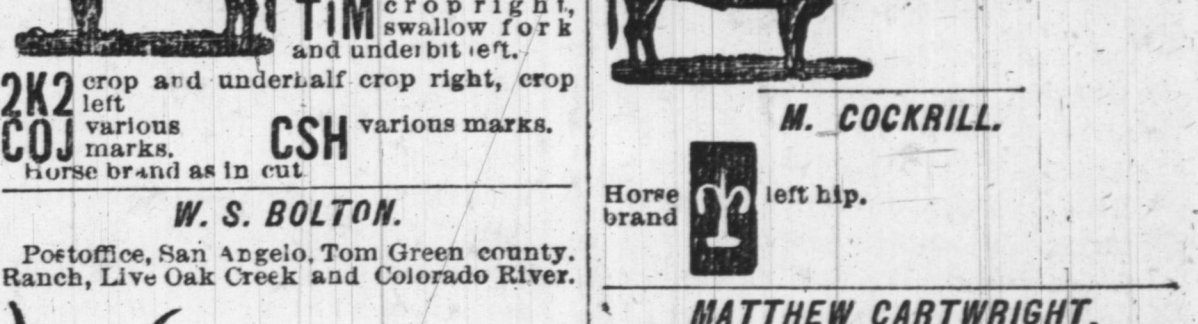 TiM crop right,
swallow fork
and underbit left.
2K2 crop and underhalf crop right, crop
left
COJ various
marks.
CSH various marks.
Horse brand as in cut
W. S. BOLTON.
Postoffice, San Angelo, Tom Green county.
Ranch, Live Oak Creek and Colorado River.
M. COCKRILL.
Horse
brand
left hip.
MATTHEW CARTWRIGHT.